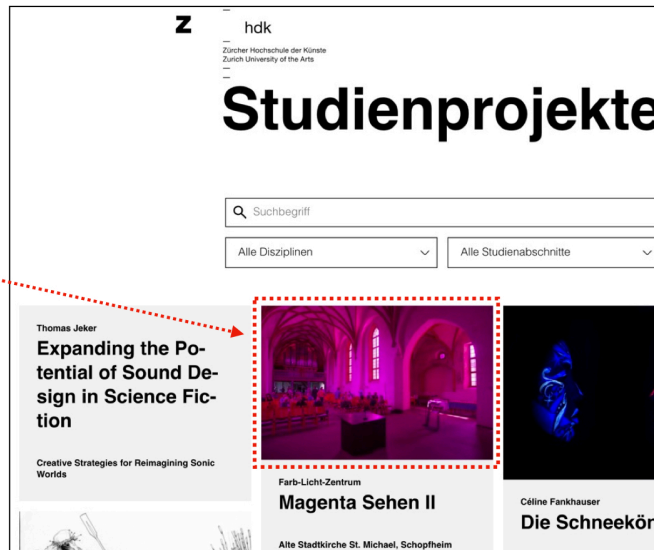 Z
hdk
Zürcher Hochschule der Künste
Zurich University of the Arts
Studienprojekte
Suchbegriff
Alle Disziplinen
Alle Studienabschnitte
Thomas Jeker
Expanding the Po-
tential of Sound De-
sign in Science Fic-
tion
Creative Strategies for Reimagining Sonic
Worlds
Farb-Licht-Zentrum
Magenta Sehen II
Alte Stadtkirche St. Michael, Schopfheim
Céline Fankhauser
Die Schneekön